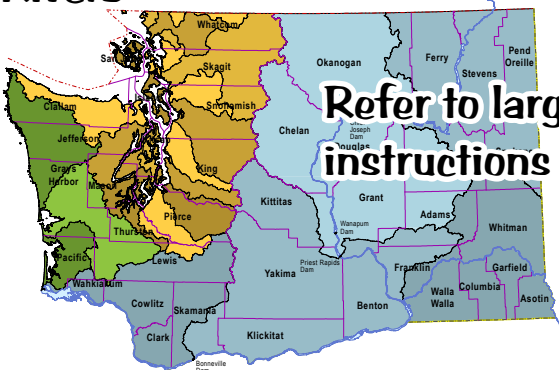 Whatcom
San
Skagit
Snohomish
Clallam
Jefferson
King
Grays
Harbor
Mason
Pierce
Thurston
Pacific
Lewis
Wahkiakum
Cowlitz
Skamania
Clark
Bonneville
Okanogan
Ferry
Stevens
Pend
Oreille
Refer to larg
instructions
Chelan
Joseph
Dam
Douglas
Kittitas
Grant
Wanapum
Dam
Adams
Whitman
Priest Rapids
Dam
Yakima
Franklin
Garfield
Columbia
Walla
Walla
Asotin
Benton
Klickitat